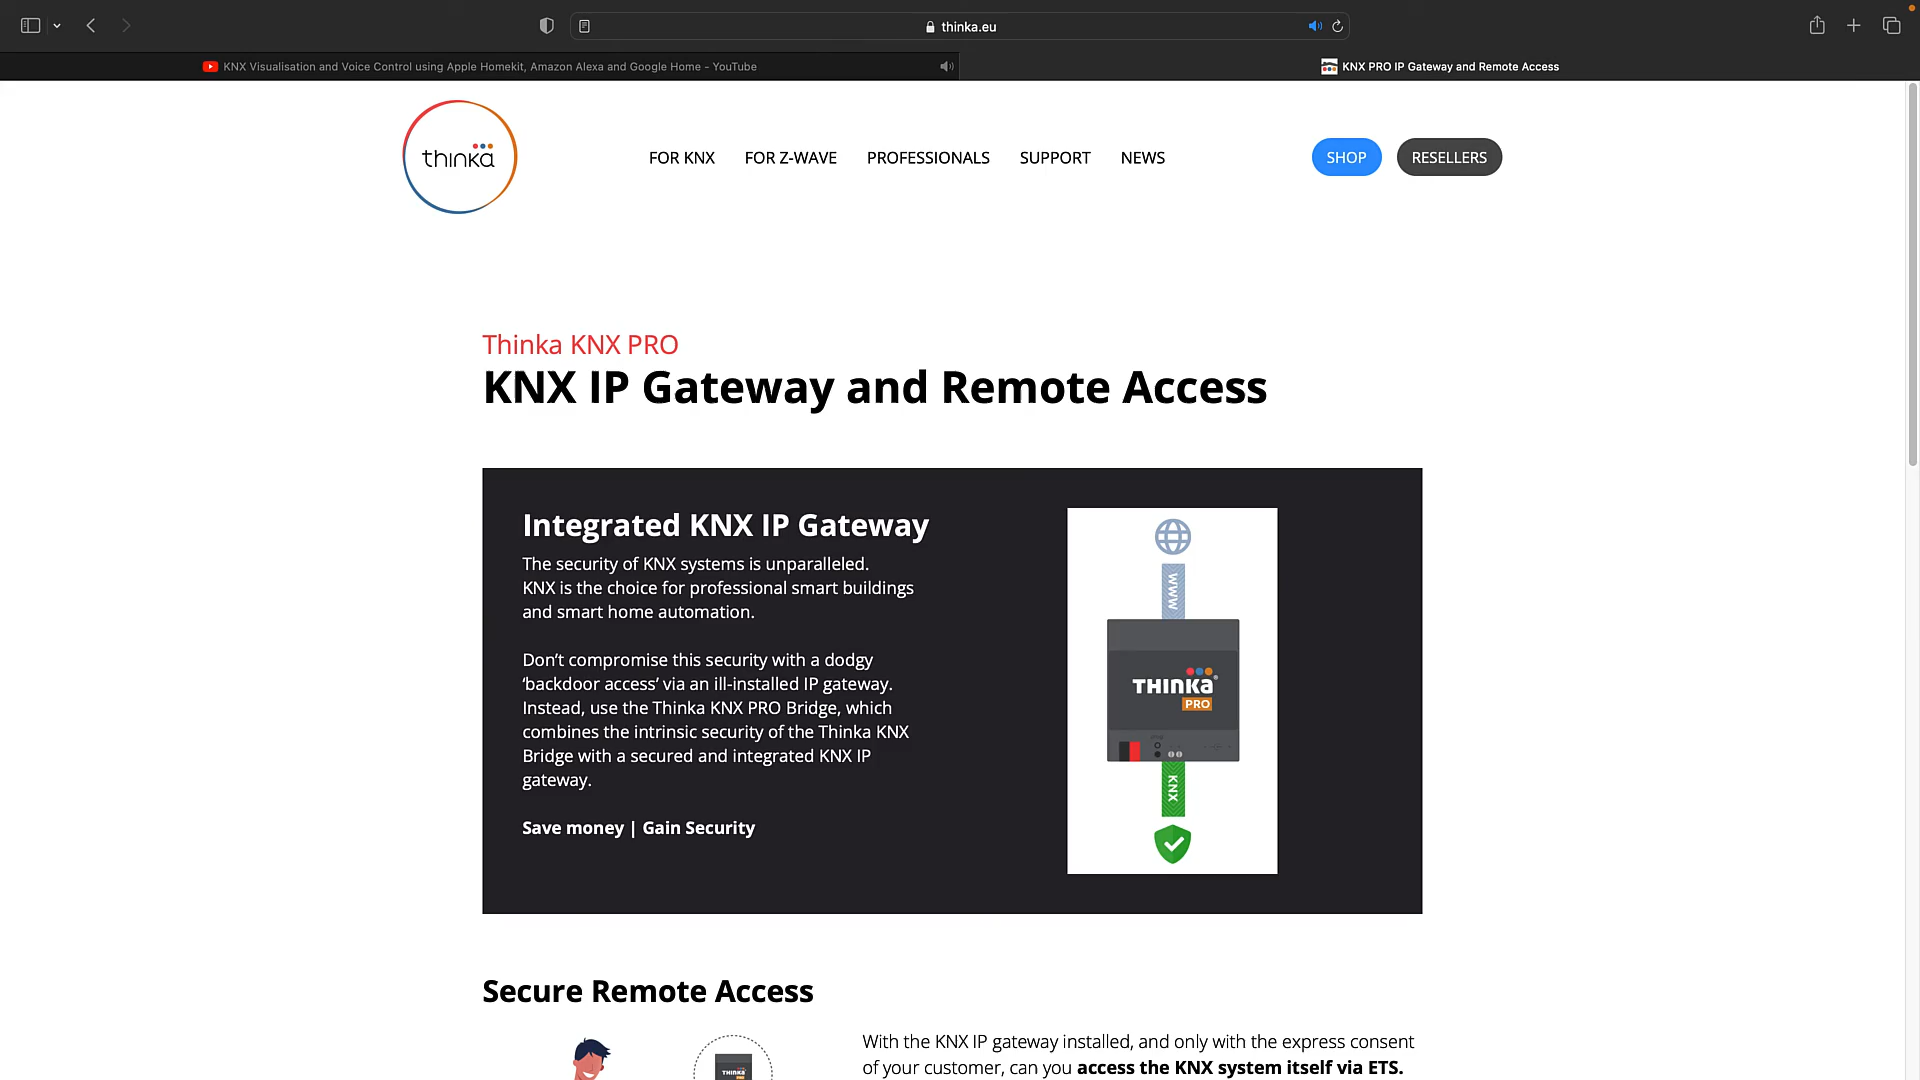 thinka.eu
KNX Visualisation and Voice Control using Apple Homekit, Amazon Alexa and Google Home - YouTube
KNX PRO IP Gateway and Remote Access
thinka
FOR KNX
FOR Z-WAVE
PROFESSIONALS
SUPPORT
NEWS
SHOP
RESELLERS
Thinka KNX PRO
KNX IP Gateway and Remote Access
Integrated KNX IP Gateway
The security of KNX systems is unparalleled.
KNX is the choice for professional smart buildings
and smart home automation.
Don’t compromise this security with a dodgy
‘backdoor access’ via an ill-installed IP gateway.
Instead, use the Thinka KNX PRO Bridge, which
combines the intrinsic security of the Thinka KNX
Bridge with a secured and integrated KNX IP
gateway.
Save money | Gain Security
WWW
THINKa®
PRO
KNX
Secure Remote Access
THINKa
With the KNX IP gateway installed, and only with the express consent
of your customer, can you access the KNX system itself via ETS.